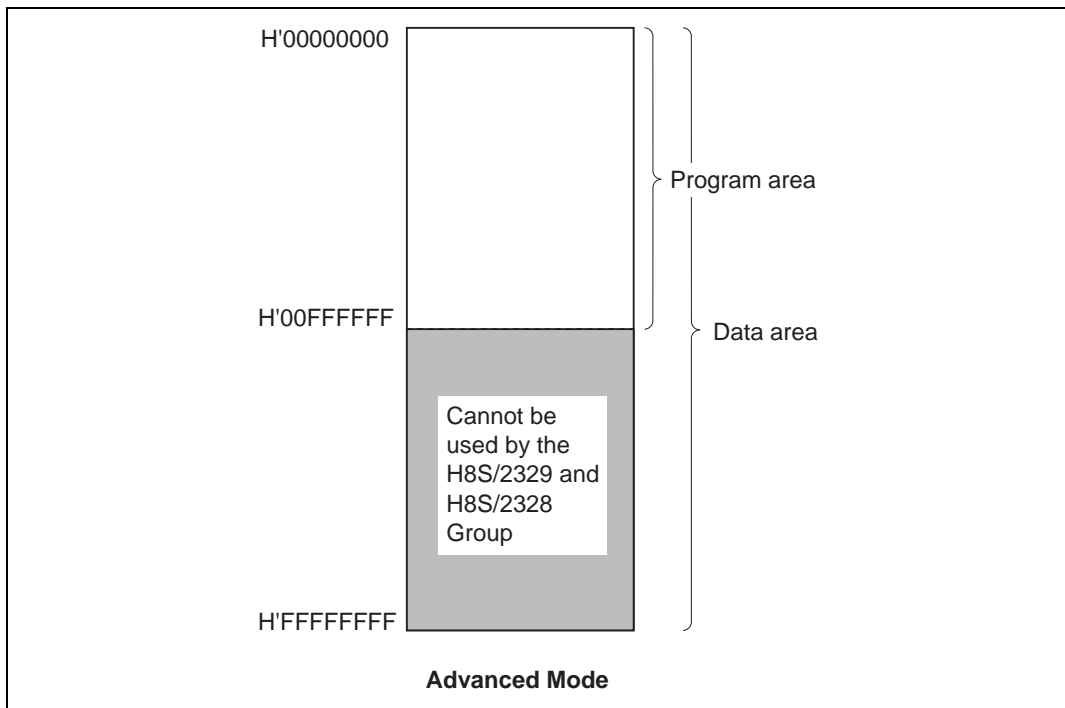 H'00000000
Program area
H'00FFFFFF
Data area
Cannot be
used by the
H8S/2329 and
H8S/2328
Group
H'FFFFFFFF
Advanced Mode